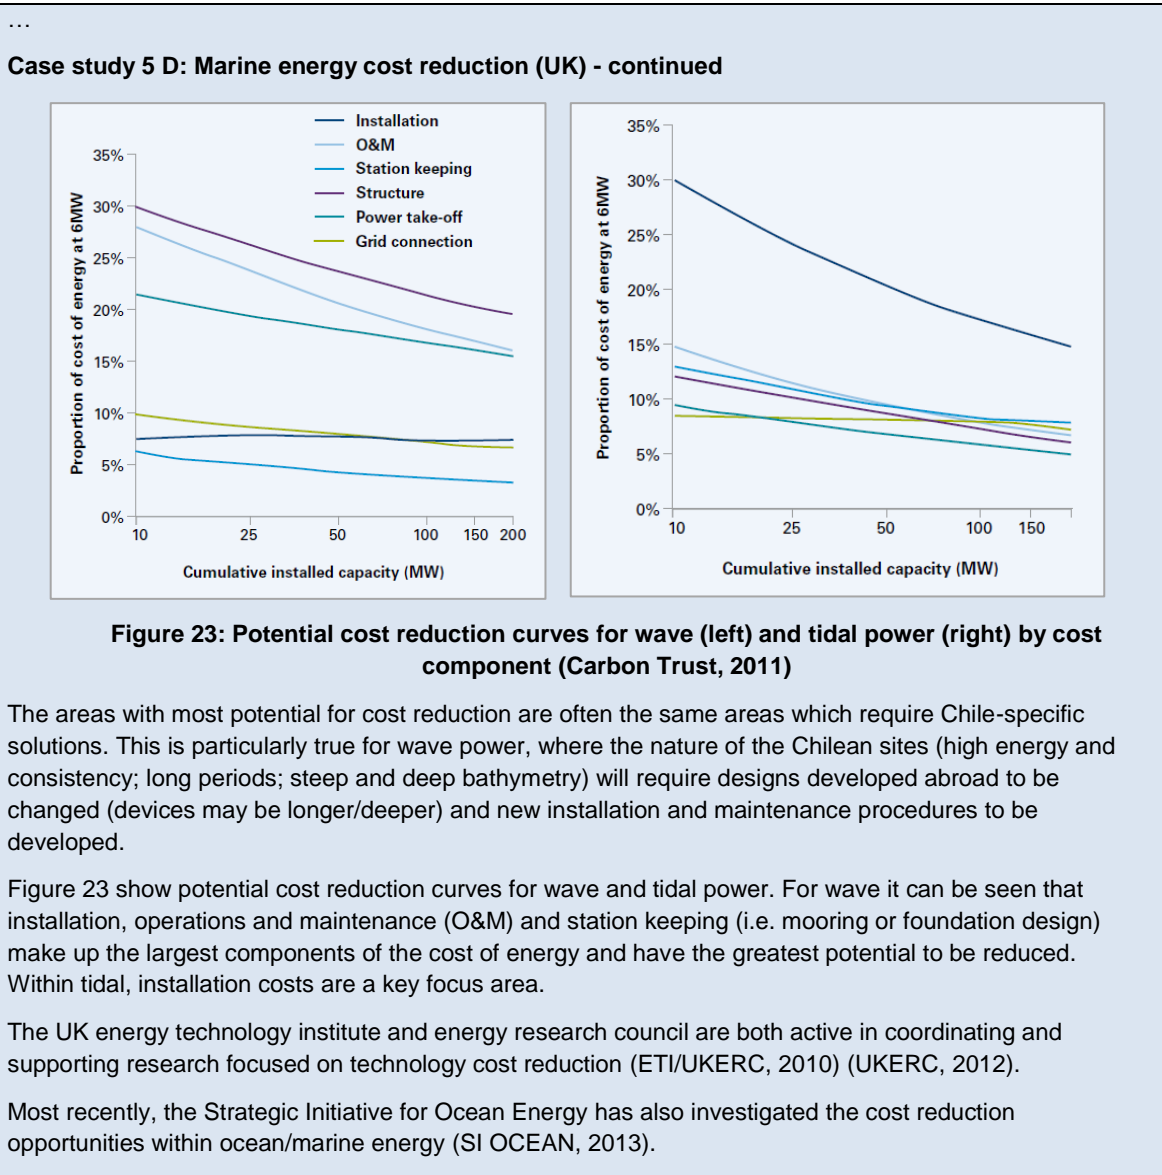 …
Case study 5 D: Marine energy cost reduction (UK) - continued
Installation
O&M
Station keeping
Structure
Power take-off
Grid connection
35%
30%
25%
20%
15%
10%
5%
0%
Proportion of cost of energy at 6MW
10 25 50 100 150 200
Cumulative installed capacity (MW)
35%
30%
25%
20%
15%
10%
5%
0%
Proportion of cost of energy at 6MW
10 25 50 100 150
Cumulative installed capacity (MW)
Figure 23: Potential cost reduction curves for wave (left) and tidal power (right) by cost
component (Carbon Trust, 2011)
The areas with most potential for cost reduction are often the same areas which require Chile-specific
solutions. This is particularly true for wave power, where the nature of the Chilean sites (high energy and
consistency; long periods; steep and deep bathymetry) will require designs developed abroad to be
changed (devices may be longer/deeper) and new installation and maintenance procedures to be
developed.
Figure 23 show potential cost reduction curves for wave and tidal power. For wave it can be seen that
installation, operations and maintenance (O&M) and station keeping (i.e. mooring or foundation design)
make up the largest components of the cost of energy and have the greatest potential to be reduced.
Within tidal, installation costs are a key focus area.
The UK energy technology institute and energy research council are both active in coordinating and
supporting research focused on technology cost reduction (ETI/UKERC, 2010) (UKERC, 2012).
Most recently, the Strategic Initiative for Ocean Energy has also investigated the cost reduction
opportunities within ocean/marine energy (SI OCEAN, 2013).